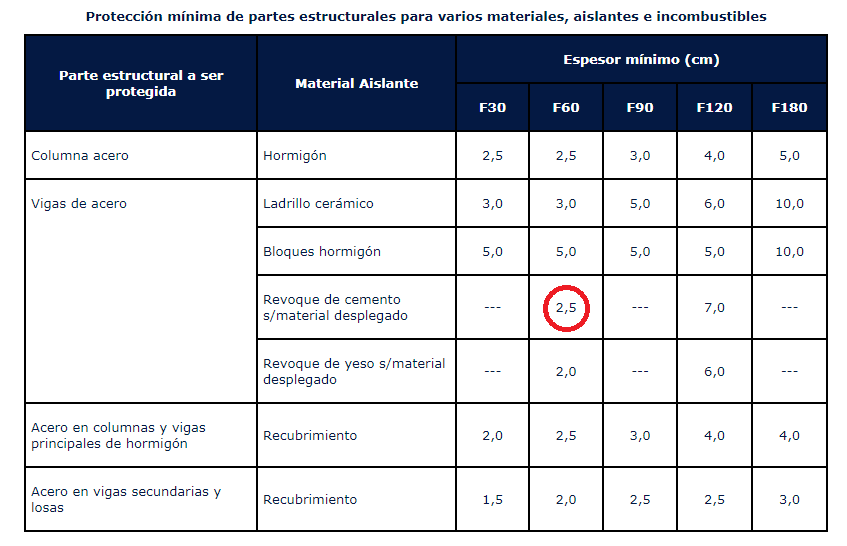 Protección mínima de partes estructurales para varios materiales, aislantes e incombustibles
Parte estructural a ser
protegida
Material Aislante
Espesor mínimo (cm)
F30 F60 F90 F120 F180
Columna acero Hormigón 2,5 2,5 3,0 4,0 5,0
Vigas de acero Ladrillo cerámico 3,0 3,0 5,0 6,0 10,0
Bloques hormigón 5,0 5,0 5,0 5,0 10,0
Revoque de cemento
s/material desplegado --- 2,5 --- 7,0 ---
Revoque de yeso s/material
desplegado --- 2,0 --- 6,0 ---
Acero en columnas y vigas
principales de hormigón Recubrimiento 2,0 2,5 3,0 4,0 4,0
Acero en vigas secundarias y
losas Recubrimiento 1,5 2,0 2,5 2,5 3,0